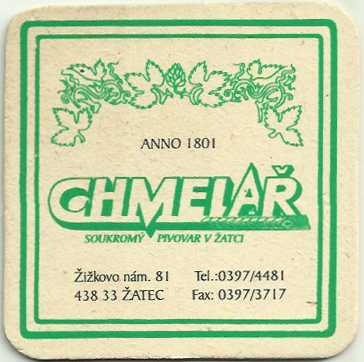 ANNO 1801
CHMELAŘ
SOUKROMÝ PIVOVAR V ŽATCI
Žižkovo nám. 81 Tel.:0397/4481
438 33 ŽATEC Fax: 0397/3717